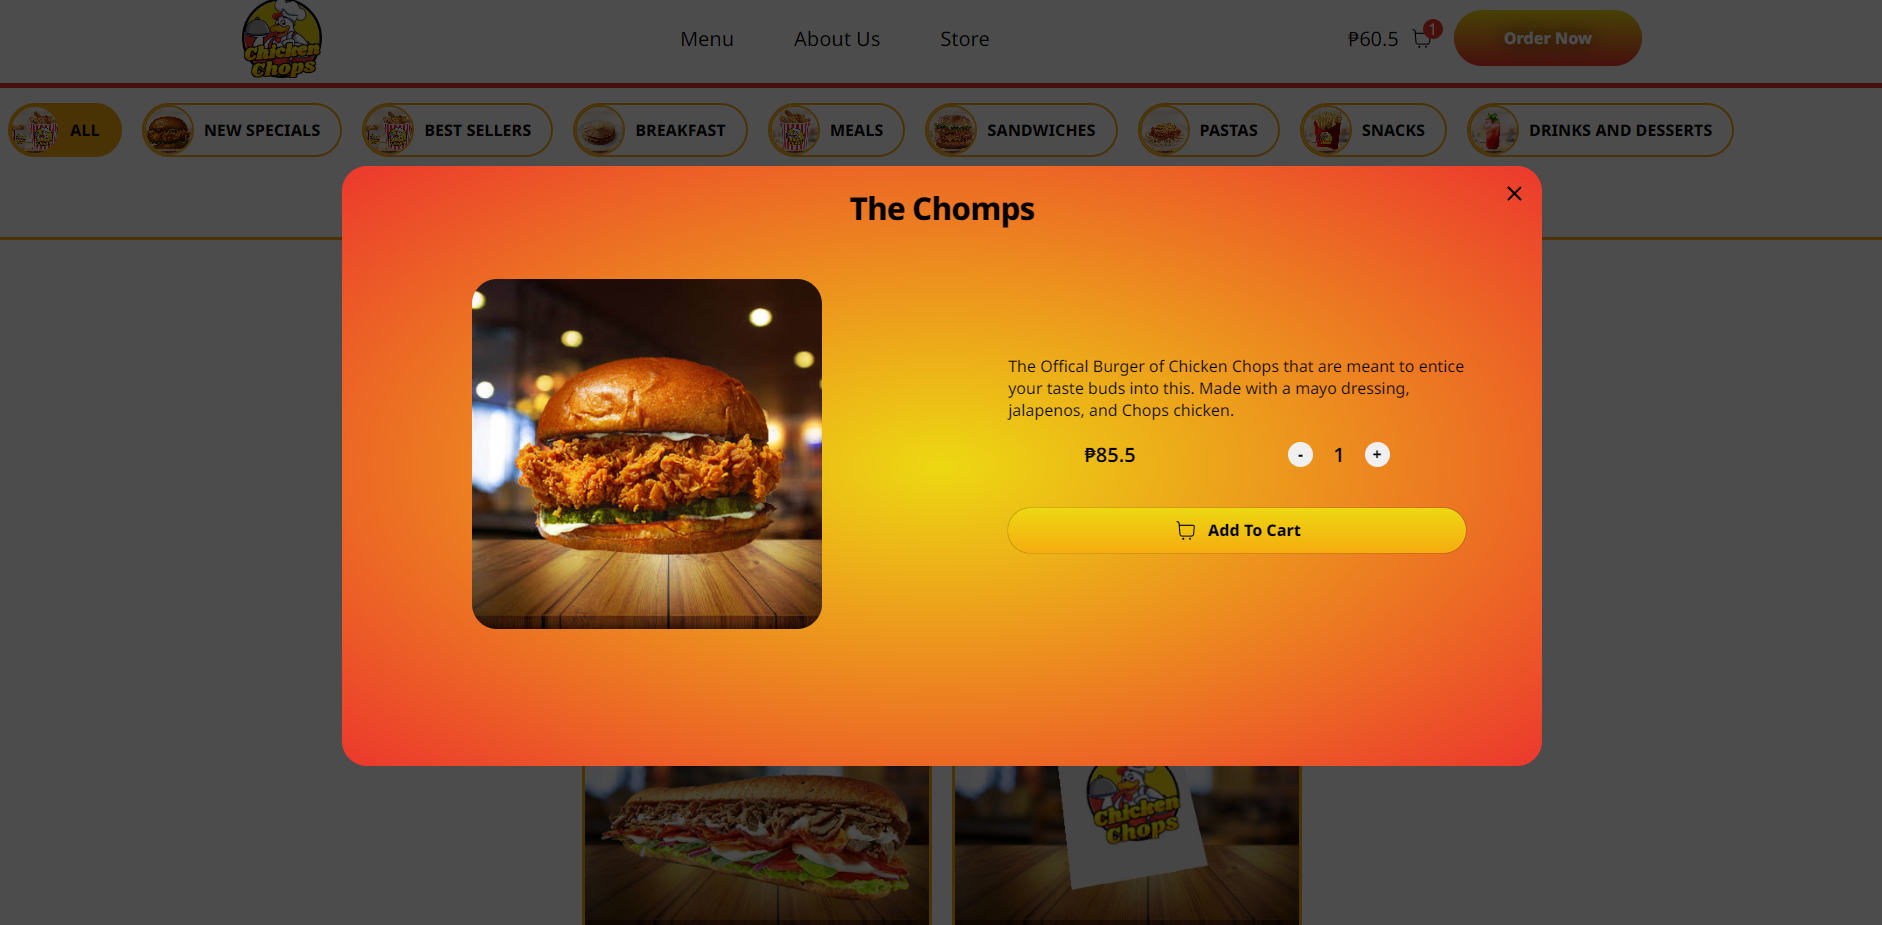 Chicken
Chops
Menu
About Us
Store
₱60.5
1
Order Now
ALL
NEW SPECIALS
BEST SELLERS
BREAKFAST
MEALS
SANDWICHES
PASTAS
SNACKS
DRINKS AND DESSERTS
The Chomps
The Offical Burger of Chicken Chops that are meant to entice
your taste buds into this. Made with a mayo dressing,
jalapenos, and Chops chicken.
₱85.5
-
1
+
Add To Cart
Chicken
Chops